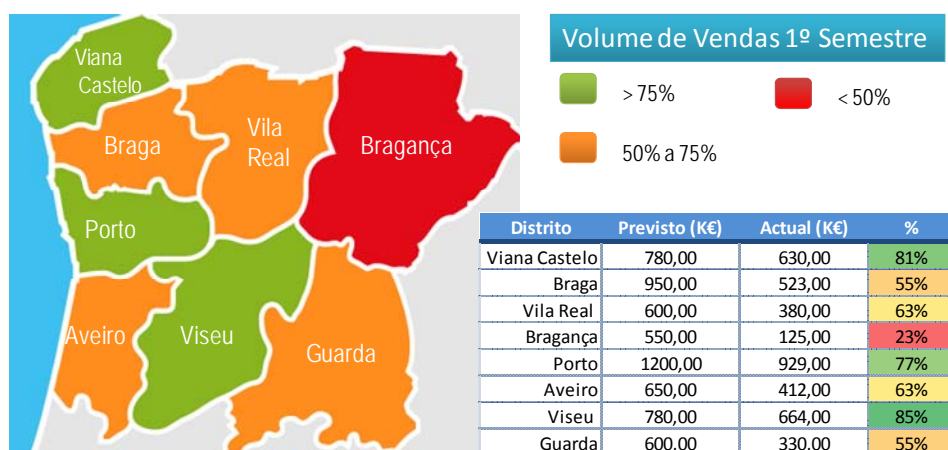 Viana
Castelo
Braga
Vila
Real
Bragança
Porto
Aveiro
Viseu
Guarda
Volume de Vendas 1º Semestre
> 75%
< 50%
50% a 75%
Distrito Previsto (K€) Actual (K€) %
Viana Castelo 780,00 630,00 81%
Braga 950,00 523,00 55%
Vila Real 600,00 380,00 63%
Bragança 550,00 125,00 23%
Porto 1200,00 929,00 77%
Aveiro 650,00 412,00 63%
Viseu 780,00 664,00 85%
Guarda 600,00 330,00 55%